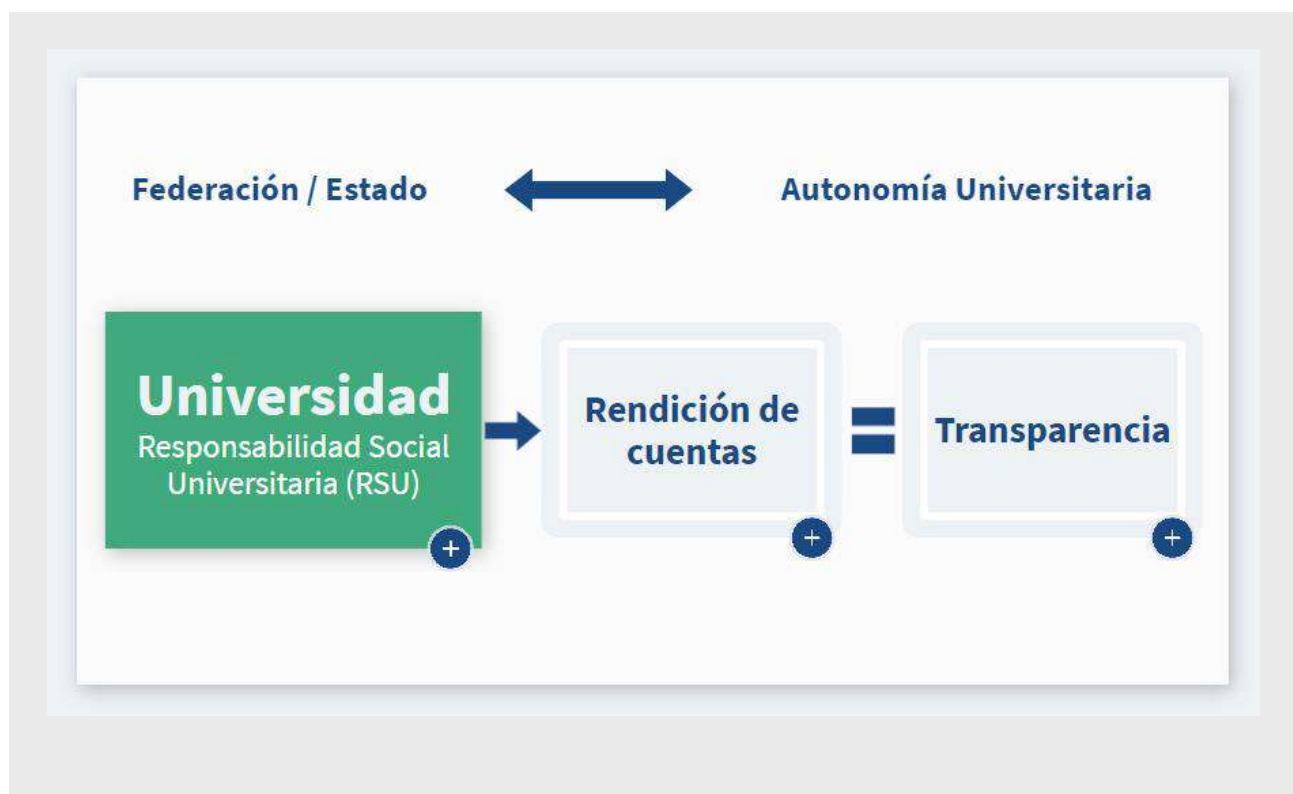 Federación / Estado
Autonomía Universitaria
Universidad
Responsabilidad Social
Universitaria (RSU)
Rendición de
cuentas
=
Transparencia
+
+
+